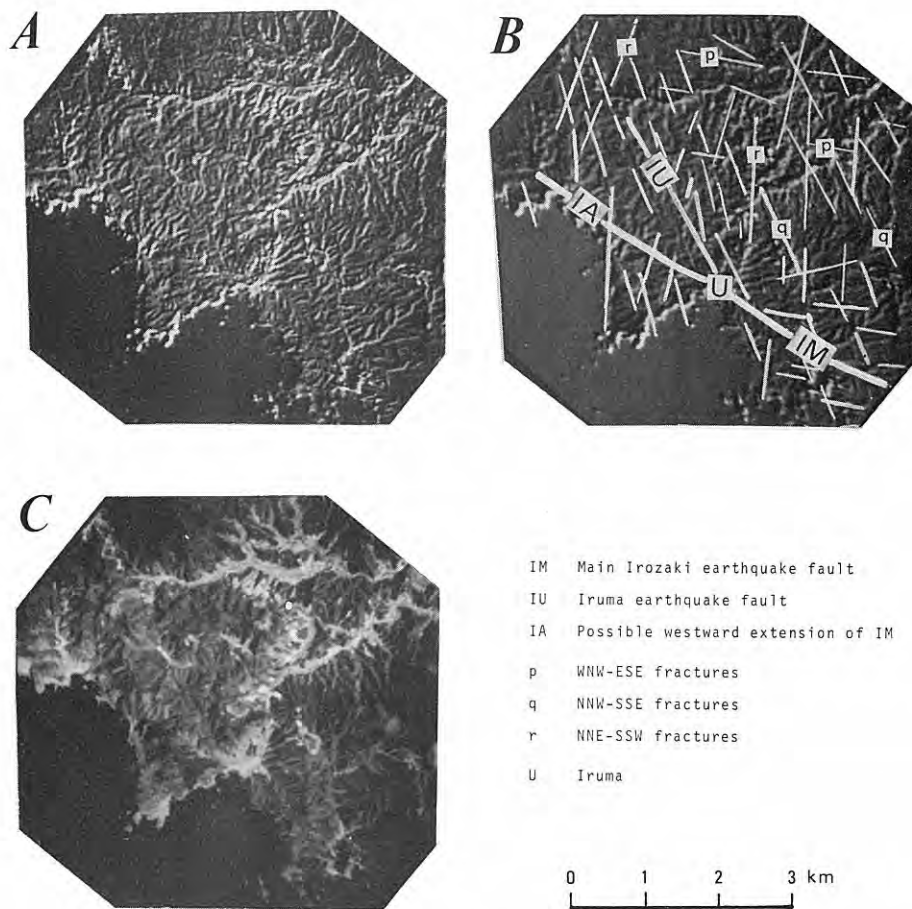 A
B
r
p
r
p
IU
IA
q
q
U
IM
C
IM Main Irozaki earthquake fault
IU Iruma earthquake fault
IA Possible westward extension of IM
p WNW-ESE fractures
q NNW-SSE fractures
r NNE-SSW fractures
U Iruma
0 1 2 3 km